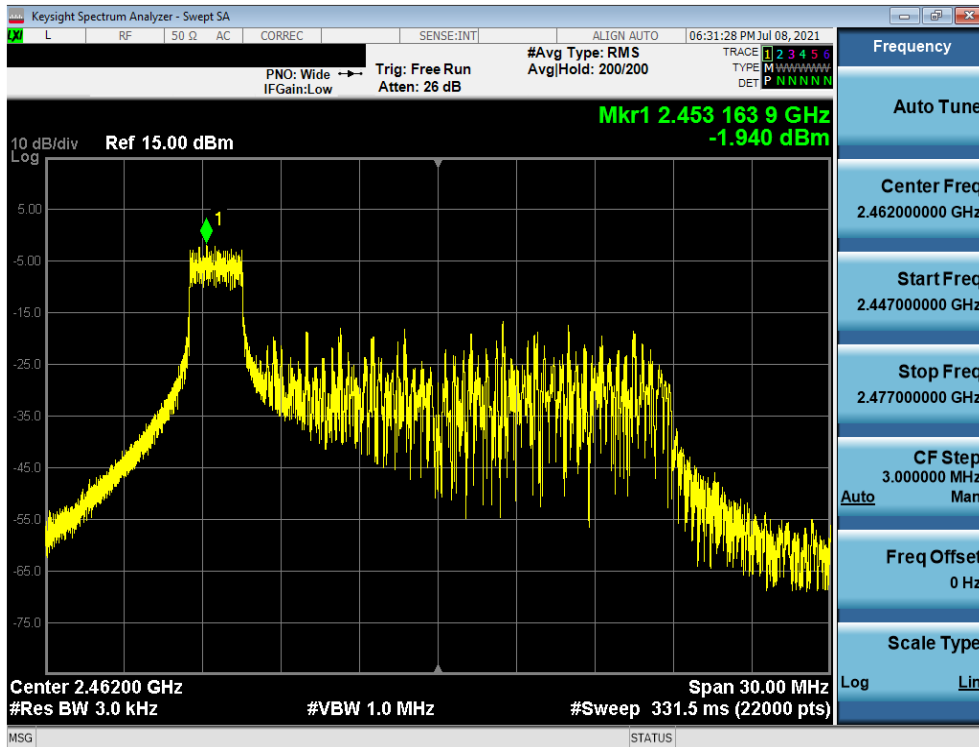 Keysight Spectrum Analyzer - Swept SA
LXI L RF 50 Ω AC CORREC SENSE:INT ALIGN AUTO 06:31:28 PM Jul 08, 2021
PNO: Wide
IFGain:Low
Trig: Free Run
Atten: 26 dB
#Avg Type: RMS
Avg|Hold: 200/200
TRACE 1 2 3 4 5 6
TYPE M W W W W W
DET P N N N N N
Mkr1 2.453 163 9 GHz
-1.940 dBm
10 dB/div Ref 15.00 dBm
Log
5.00
-5.00
-15.0
-25.0
-35.0
-45.0
-55.0
-65.0
-75.0
1
Center 2.46200 GHz Span 30.00 MHz
#Res BW 3.0 kHz #VBW 1.0 MHz #Sweep 331.5 ms (22000 pts)
MSG STATUS
Frequency
Auto Tune
Center Freq
2.462000000 GHz
Start Freq
2.447000000 GHz
Stop Freq
2.477000000 GHz
CF Step
3.000000 MHz
Auto Man
Freq Offset
0 Hz
Scale Type
Log Lin